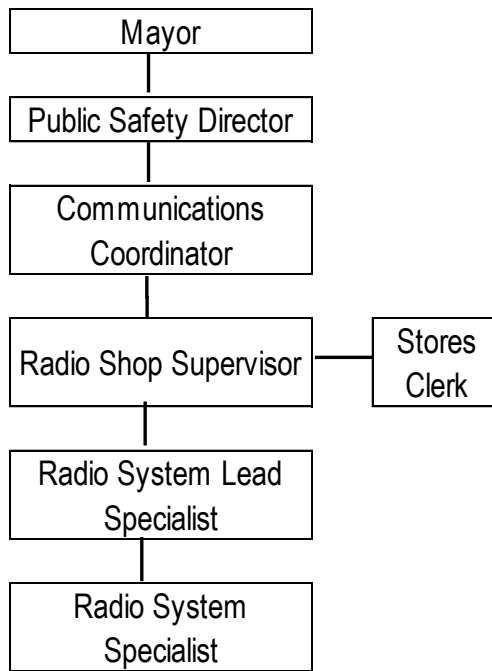 Mayor
Public Safety Director
Communications
Coordinator
Radio Shop Supervisor
Stores
Clerk
Radio System Lead
Specialist
Radio System
Specialist